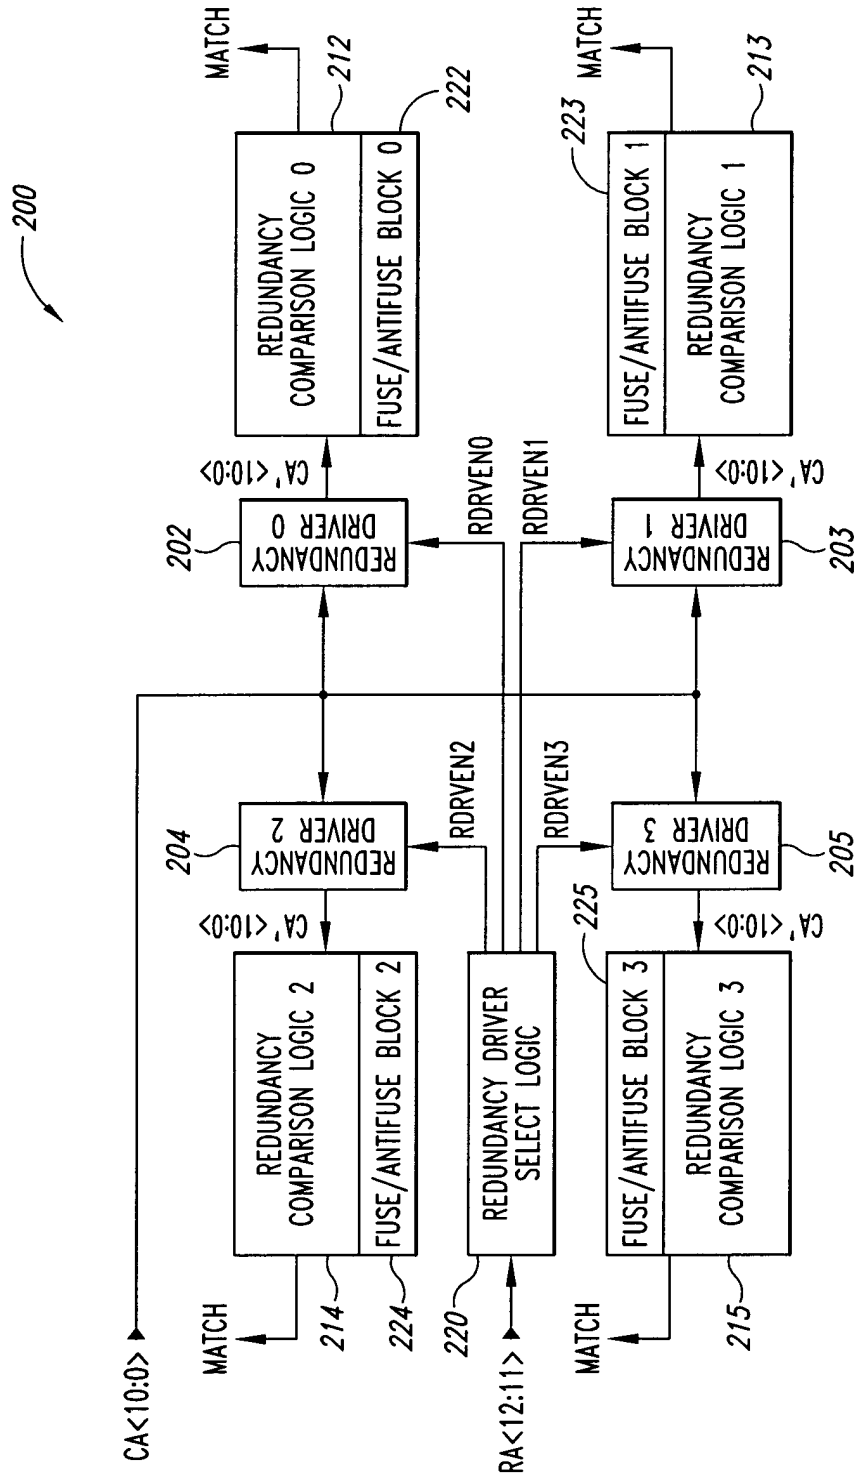 200
CA<10:0>
MATCH
REDUNDANCY
COMPARISON LOGIC 2
214
FUSE/ANTIFUSE BLOCK 2
224
CA'<10:0>
204
REDUNDANCY
DRIVER 2
RDRVEN2
202
REDUNDANCY
DRIVER 0
RDRVEN0
CA'<10:0>
MATCH
REDUNDANCY
COMPARISON LOGIC 0
212
FUSE/ANTIFUSE BLOCK 0
222
RA<12:11>
220
REDUNDANCY DRIVER
SELECT LOGIC
MATCH
FUSE/ANTIFUSE BLOCK 3
225
REDUNDANCY
COMPARISON LOGIC 3
215
CA'<10:0>
RDRVEN3
REDUNDANCY
DRIVER 3
205
RDRVEN1
REDUNDANCY
DRIVER 1
203
CA'<10:0>
MATCH
223
FUSE/ANTIFUSE BLOCK 1
REDUNDANCY
COMPARISON LOGIC 1
213